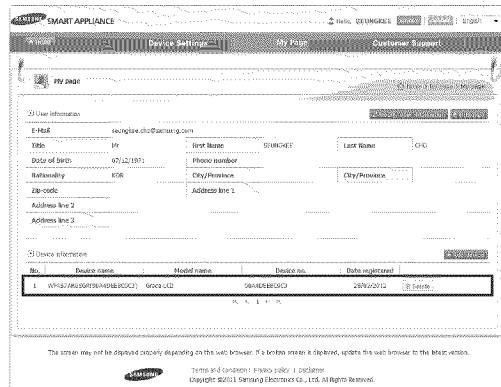 SAMSUNG SMART APPLIANCE
Hello, SEUNGKEE English
Device Settings My Page Customer Support
My page
User information
E-Mail seungkee.cho@samsung.com
Title Mr First Name SEUNGKEE Last Name CHO
Date of birth 07/12/1971 Phone number
Nationality KOR City/Province City/Province
Zip-code Address line 1
Address line 2
Address line 3
Device information
No. Device name Model name Device no. Date registered
1 Grace-LCD 28/02/2012 Delete
1
The screen may not be displayed properly depending on the web browser. If a broken screen is displayed, update the web browser to the latest version.
SAMSUNG
Terms and Condition | Privacy policy | Disclaimer
Copyright ©2011 Samsung Electronics Co., Ltd. All Rights Reserved.